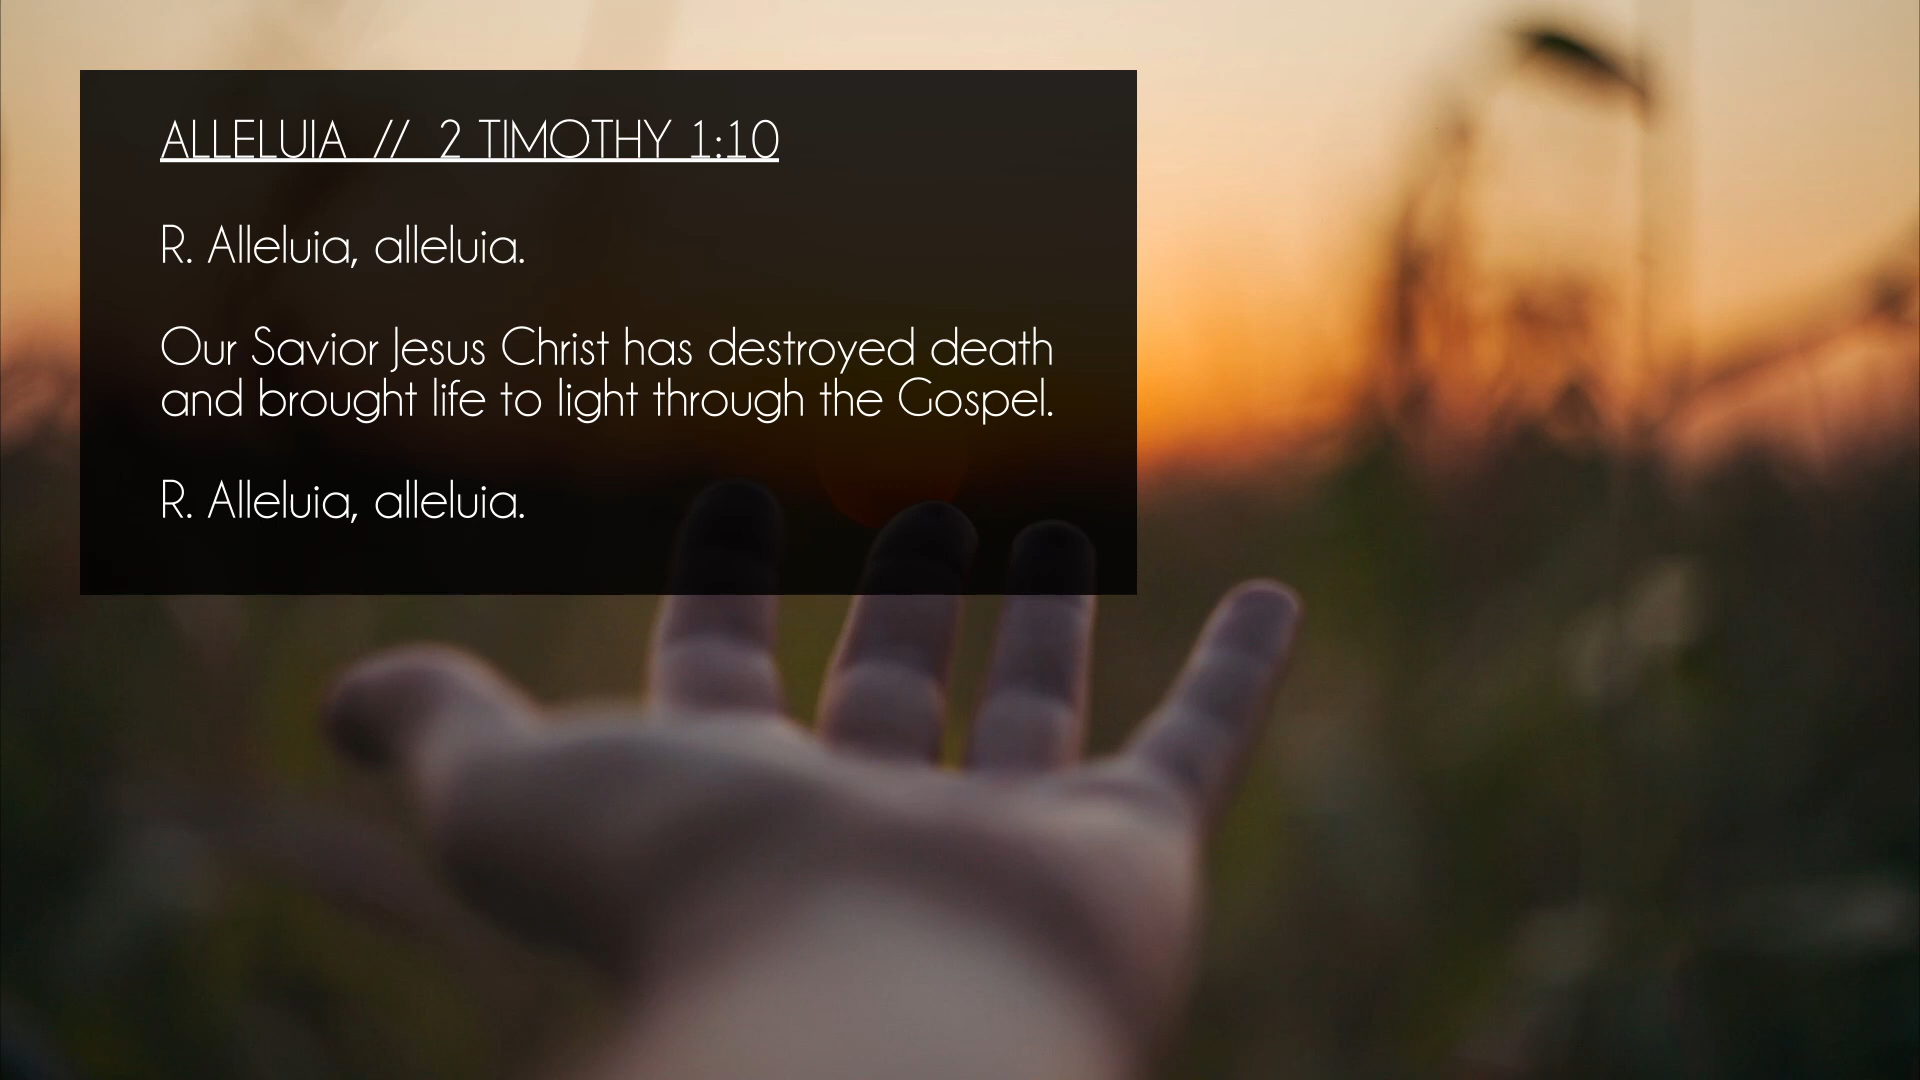 ALLELUIA // 2 TIMOTHY 1:10
R. Alleluia, alleluia.
Our Savior Jesus Christ has destroyed death
and brought life to light through the Gospel.
R. Alleluia, alleluia.